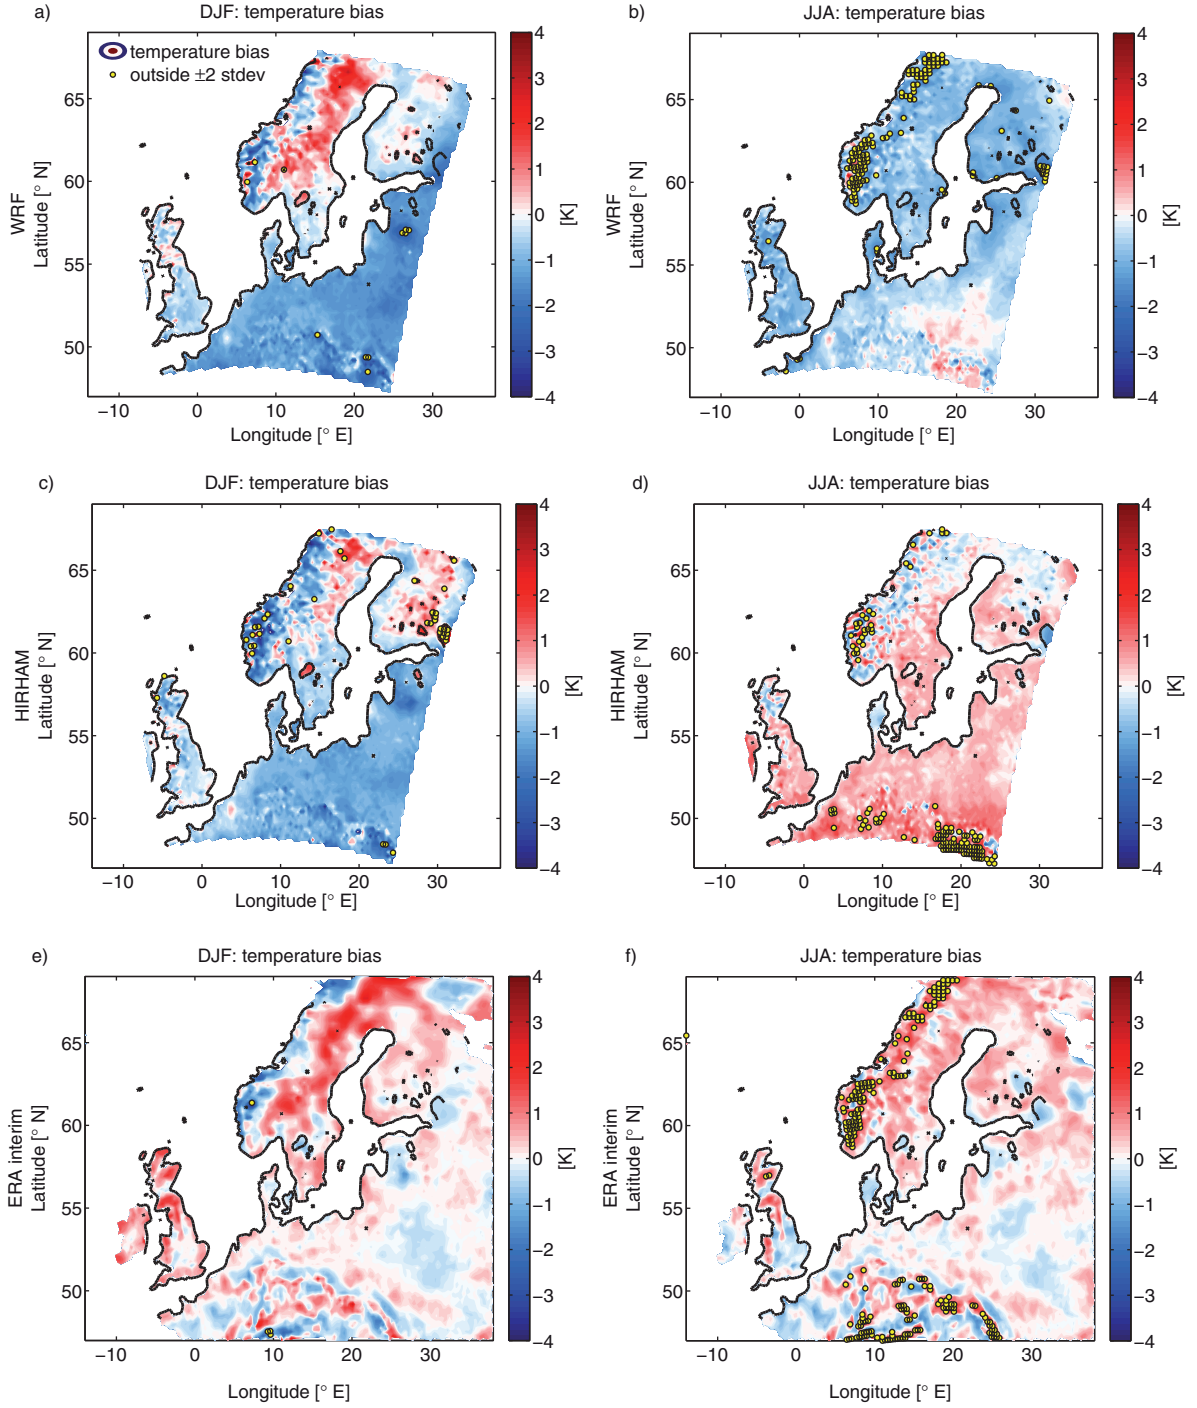 a) DJF: temperature bias
temperature bias
outside ±2 stdev
WRF
Latitude [° N]
65
60
55
50
−10 0 10 20 30
Longitude [° E]
4
3
2
1
0
−1
−2
−3
−4
[K]
b) JJA: temperature bias
WRF
Latitude [° N]
65
60
55
50
−10 0 10 20 30
Longitude [° E]
4
3
2
1
0
−1
−2
−3
−4
[K]
c) DJF: temperature bias
HIRHAM
Latitude [° N]
65
60
55
50
−10 0 10 20 30
Longitude [° E]
4
3
2
1
0
−1
−2
−3
−4
[K]
d) JJA: temperature bias
HIRHAM
Latitude [° N]
65
60
55
50
−10 0 10 20 30
Longitude [° E]
4
3
2
1
0
−1
−2
−3
−4
[K]
e) DJF: temperature bias
ERA interim
Latitude [° N]
65
60
55
50
−10 0 10 20 30
Longitude [° E]
4
3
2
1
0
−1
−2
−3
−4
[K]
f) JJA: temperature bias
ERA interim
Latitude [° N]
65
60
55
50
−10 0 10 20 30
Longitude [° E]
4
3
2
1
0
−1
−2
−3
−4
[K]